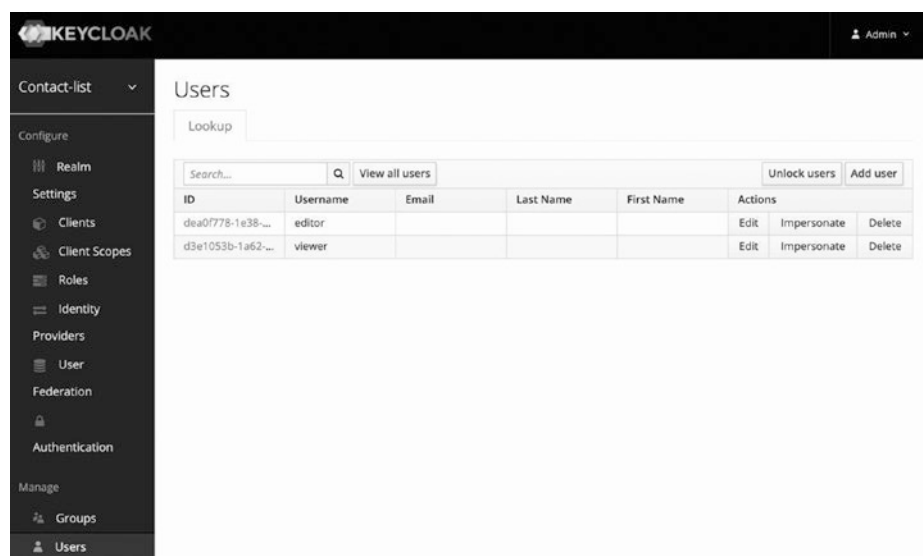 KEYCLOAK
Admin
Contact-list
Users
Lookup
Configure
Realm
Settings
Clients
Client Scopes
Roles
Identity
Providers
User
Federation
Authentication
Manage
Groups
Users
Search...
View all users
Unlock users
Add user
ID Username Email Last Name First Name Actions
dea0f778-1e38-... editor Edit Impersonate Delete
d3e1053b-1a62-... viewer Edit Impersonate Delete